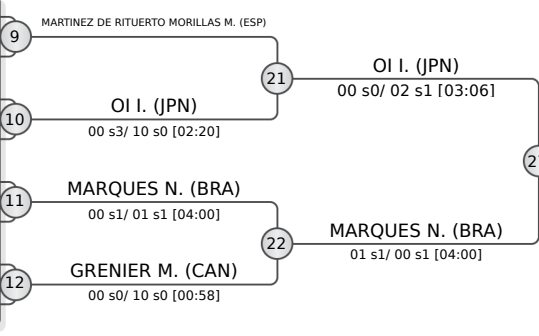 9
MARTINEZ DE RITUERTO MORILLAS M. (ESP)
21
OI I. (JPN)
00 s0/ 02 s1 [03:06]
10
OI I. (JPN)
00 s3/ 10 s0 [02:20]
11
MARQUES N. (BRA)
00 s1/ 01 s1 [04:00]
22
MARQUES N. (BRA)
01 s1/ 00 s1 [04:00]
12
GRENIER M. (CAN)
00 s0/ 10 s0 [00:58]